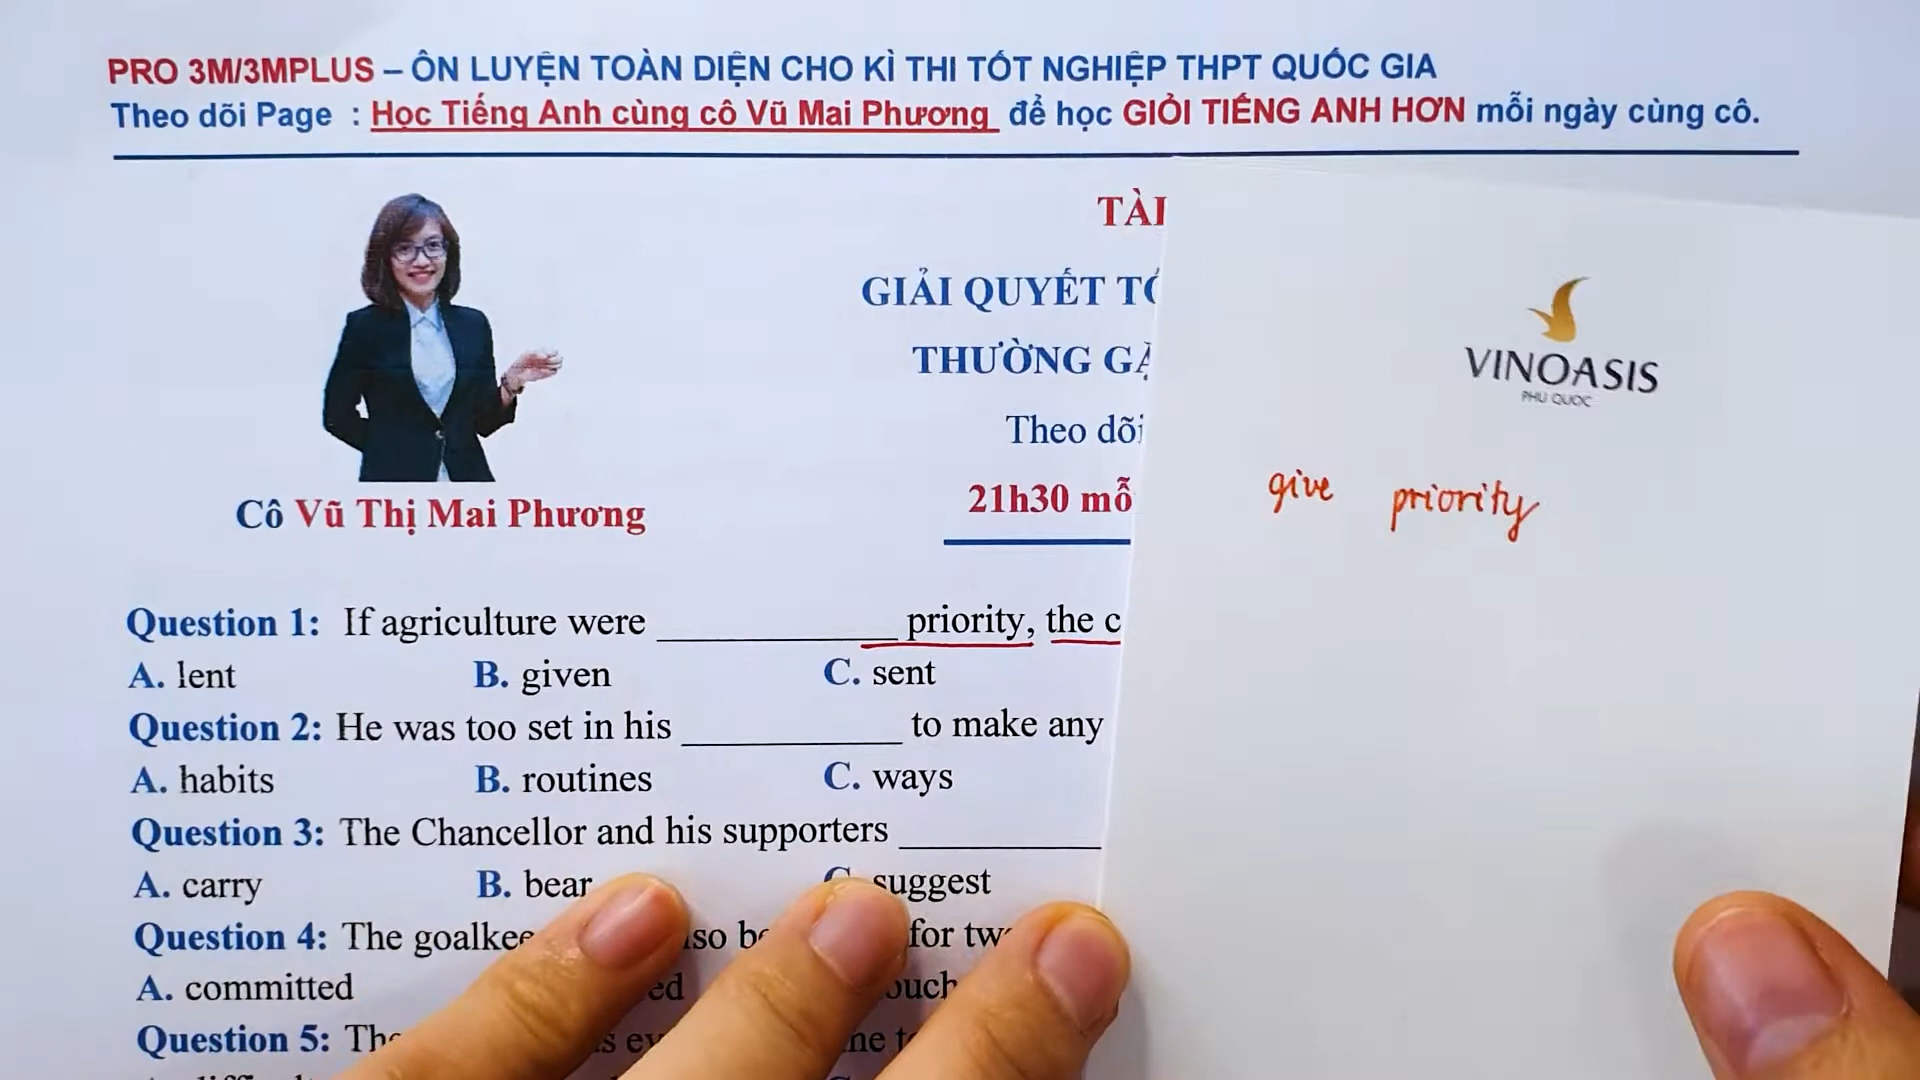 PRO 3M/3MPLUS – ÔN LUYỆN TOÀN DIỆN CHO KÌ THI TỐT NGHIỆP THPT QUỐC GIA
Theo dõi Page : Học Tiếng Anh cùng cô Vũ Mai Phương để học GIỎI TIẾNG ANH HƠN mỗi ngày cùng cô.
TÀI
GIẢI QUYẾT
THƯỜNG
Theo dõi
21h30 mỗ
Cô Vũ Thị Mai Phương
VINOASIS
PHU QUOC
give priority
Question 1: If agriculture were ____________ priority, the c
A. lent B. given C. sent
Question 2: He was too set in his ____________ to make any
A. habits B. routines C. ways
Question 3: The Chancellor and his supporters ____________
A. carry B. bear C. suggest
Question 4: The goalkee for
A. committed
Question 5: